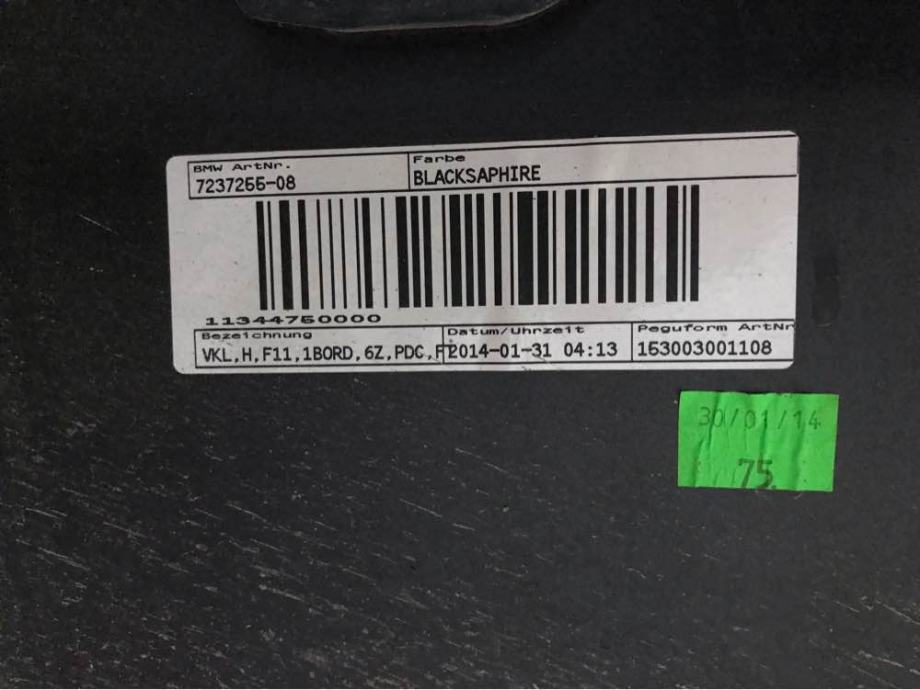 BMW ArtNr.
7237255-08
Farbe
BLACKSAPHIRE
11344750000
Bezeichnung
VKL,H,F11,1BORD,6Z,PDC,F
Datum/Uhrzeit
2014-01-31 04:13
Peguform ArtNr
153003001108
30/01/14
75